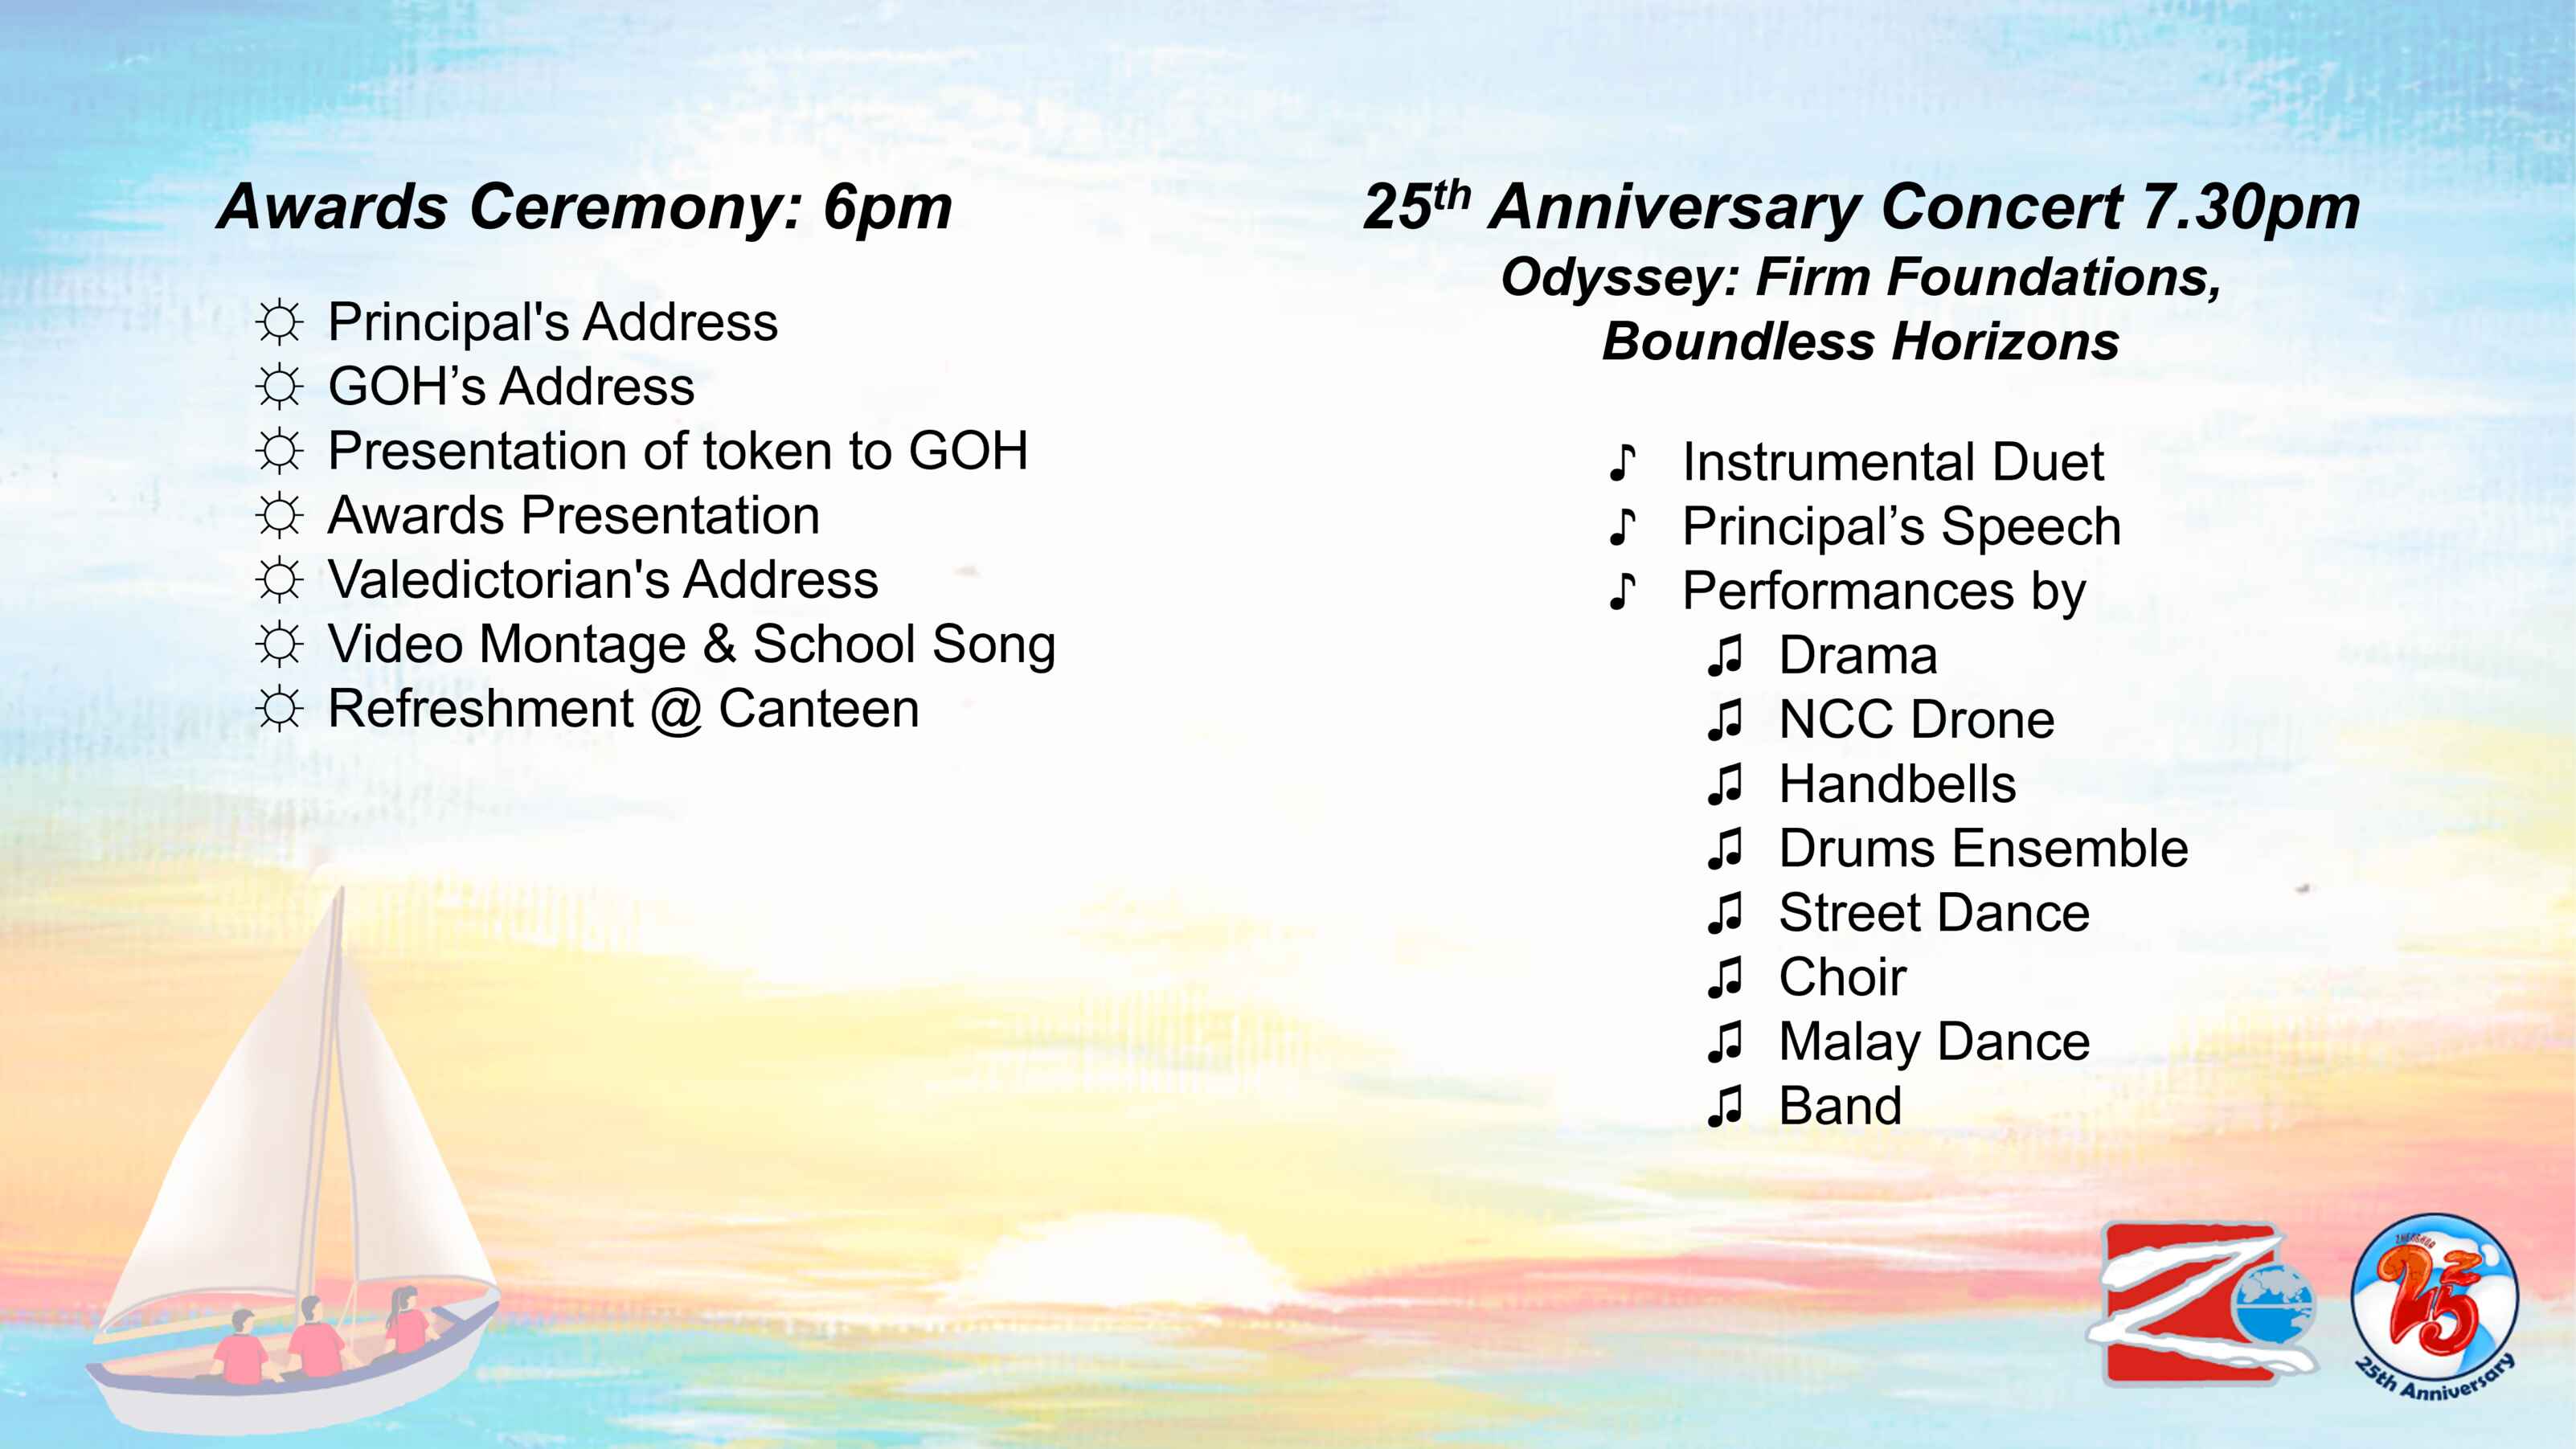 Awards Ceremony: 6pm
☼ Principal's Address
☼ GOH’s Address
☼ Presentation of token to GOH
☼ Awards Presentation
☼ Valedictorian's Address
☼ Video Montage & School Song
☼ Refreshment @ Canteen
25th Anniversary Concert 7.30pm
Odyssey: Firm Foundations,
Boundless Horizons
♪ Instrumental Duet
♪ Principal’s Speech
♪ Performances by
♫ Drama
♫ NCC Drone
♫ Handbells
♫ Drums Ensemble
♫ Street Dance
♫ Choir
♫ Malay Dance
♫ Band
25
25th Anniversary